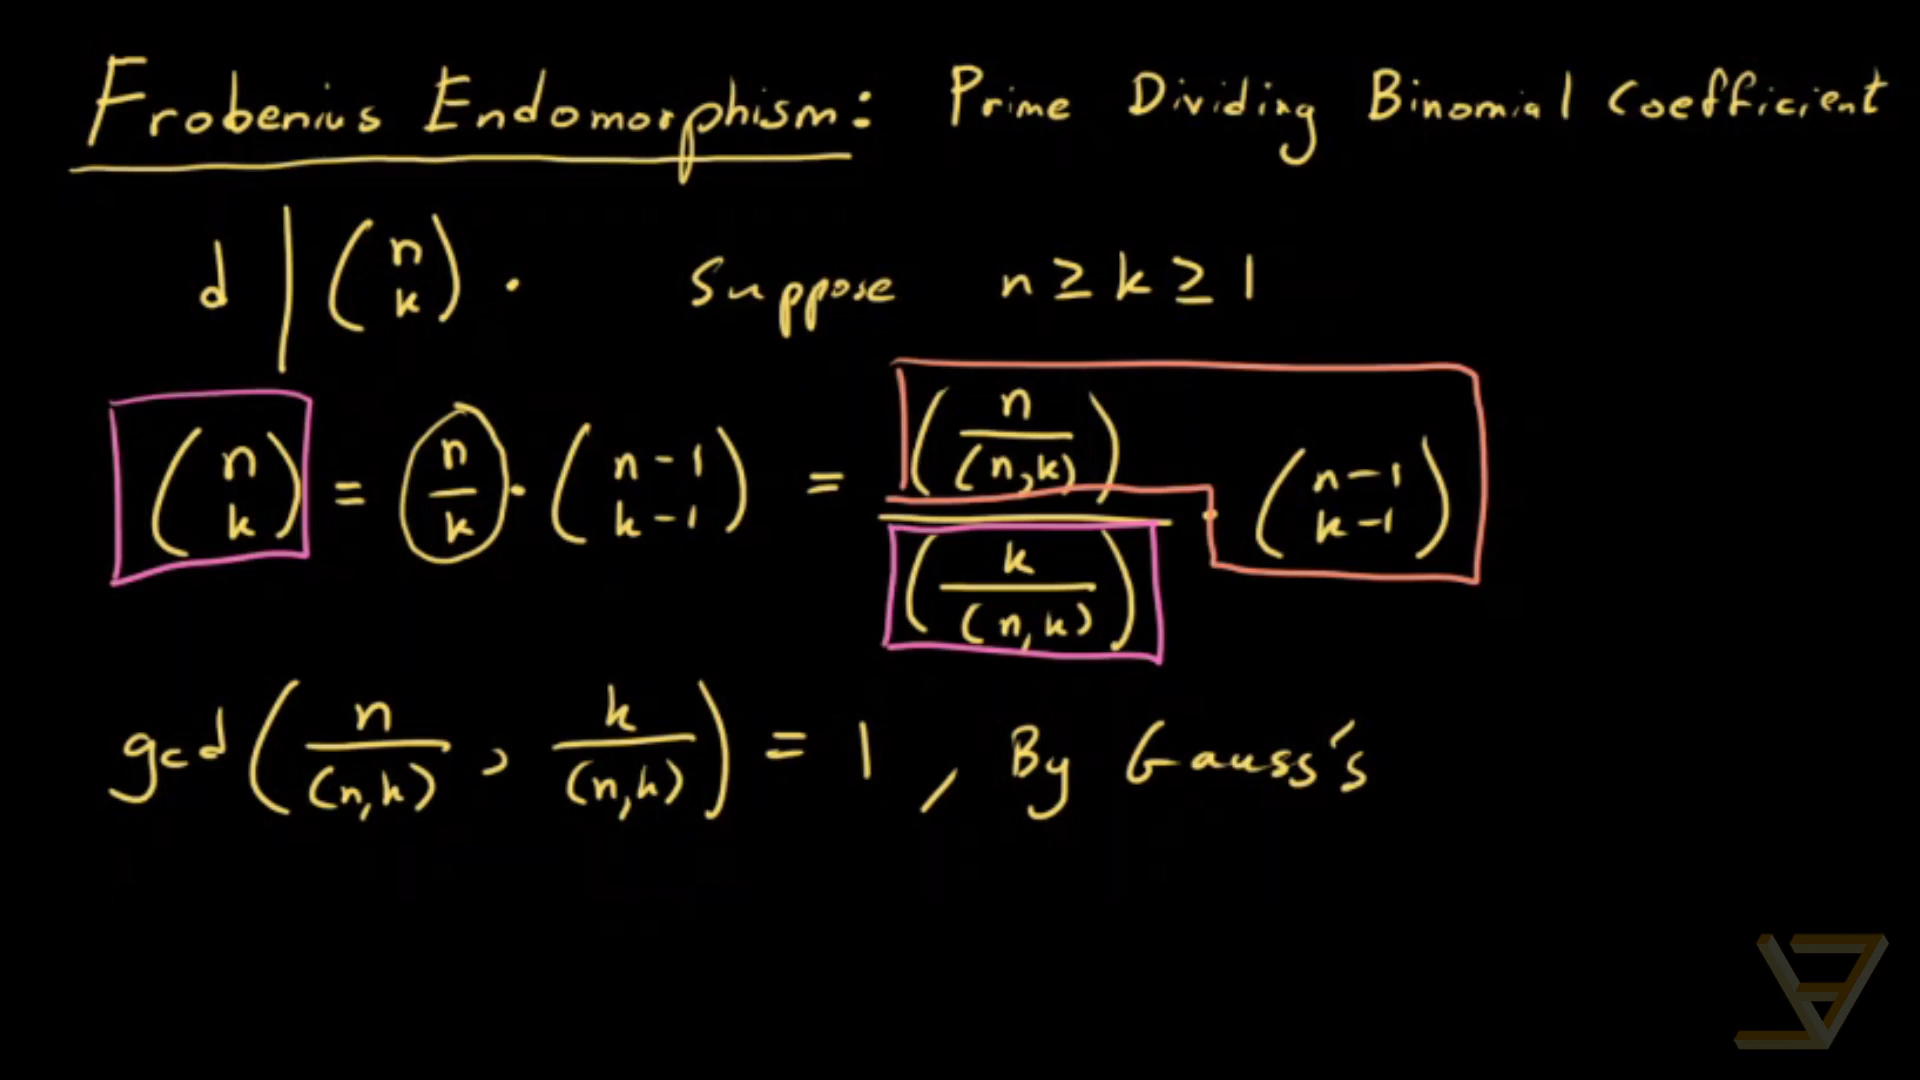 Frobenius Endomorphism: Prime Dividing Binomial Coefficient
d | (n k). Suppose n ≥ k ≥ 1
(n k) = n/k · (n-1 k-1) = (n/(n,k)) / (k/(n,k)) · (n-1 k-1)
gcd(n/(n,k), k/(n,k)) = 1, By Gauss's